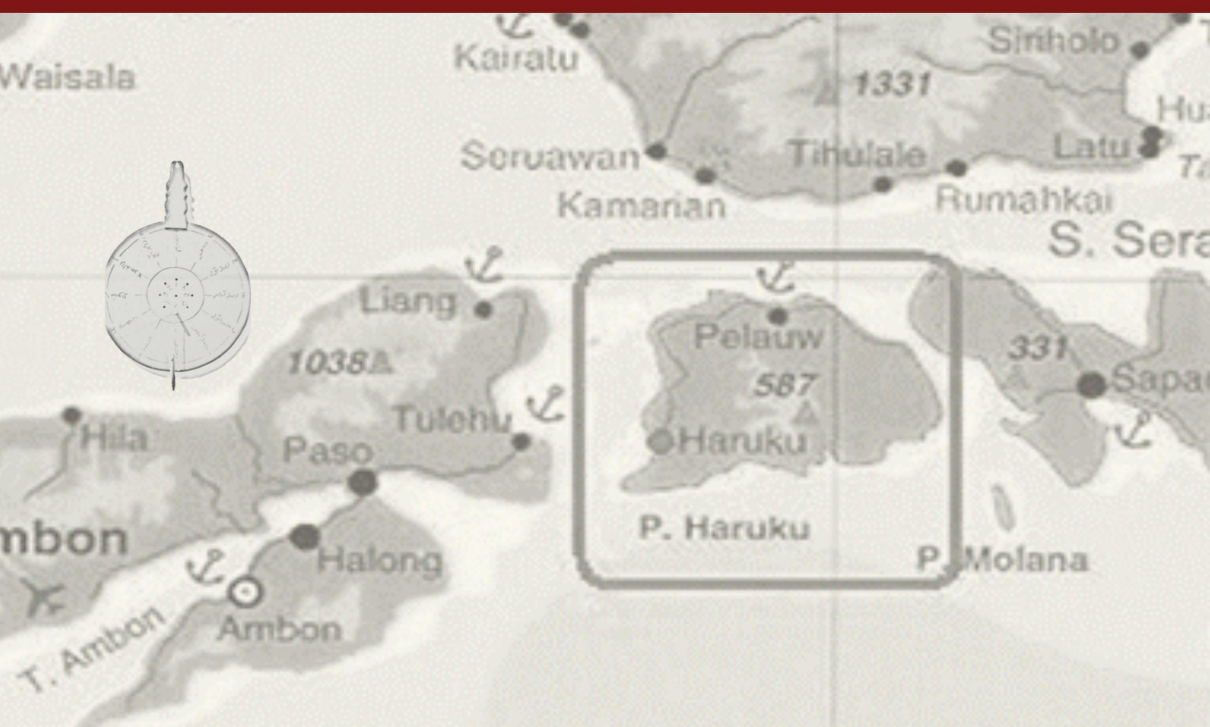 Kairatu
Siriholo
Waisala
1331
Seruawan
Tihulale
Latu
Kamarian
Rumahkai
S. Sera
Liang
Pelauw
331
1038
587
Sapa
Tulehu
Hila
Haruku
Paso
P. Haruku
mbon
Halong
P. Molana
Ambon
T. Ambon